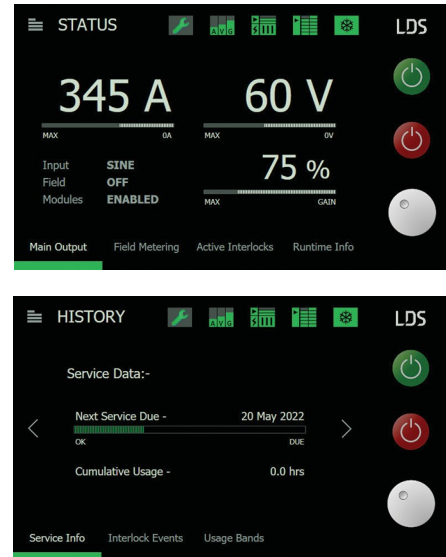 STATUS
A V G
LDS
345 A
60 V
MAX
0A
MAX
0V
Input SINE
Field OFF
Modules ENABLED
75 %
MAX
GAIN
Main Output Field Metering Active Interlocks Runtime Info
HISTORY
A V G
LDS
Service Data:-
Next Service Due - 20 May 2022
OK
DUE
Cumulative Usage - 0.0 hrs
Service Info Interlock Events Usage Bands